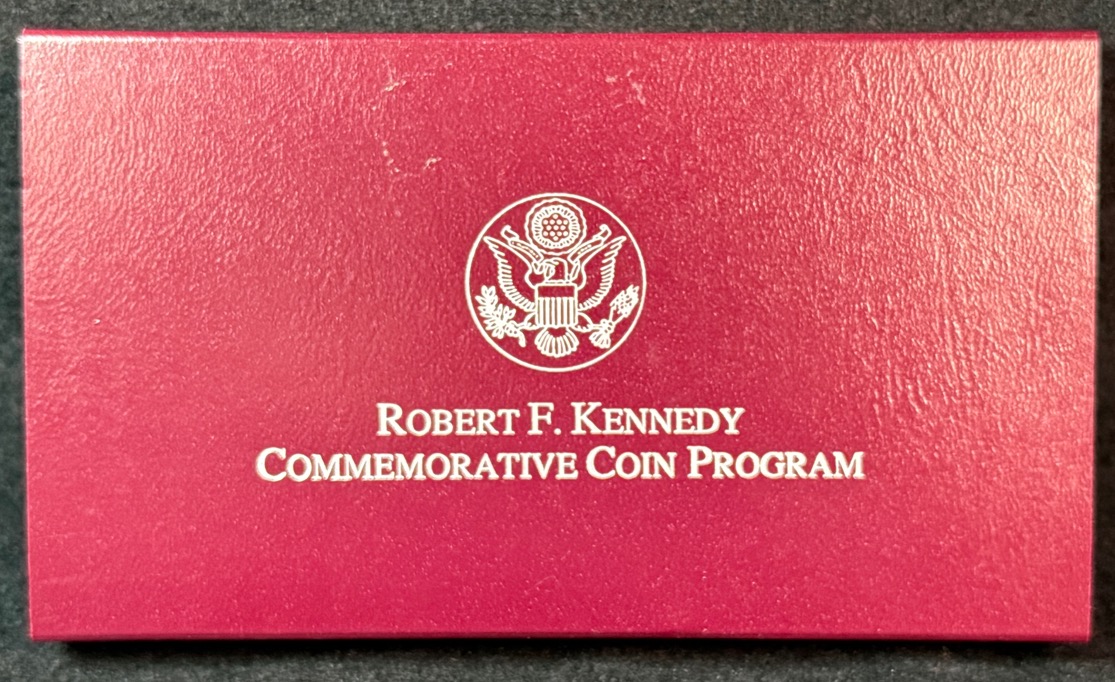 ROBERT F. KENNEDY
COMMEMORATIVE COIN PROGRAM